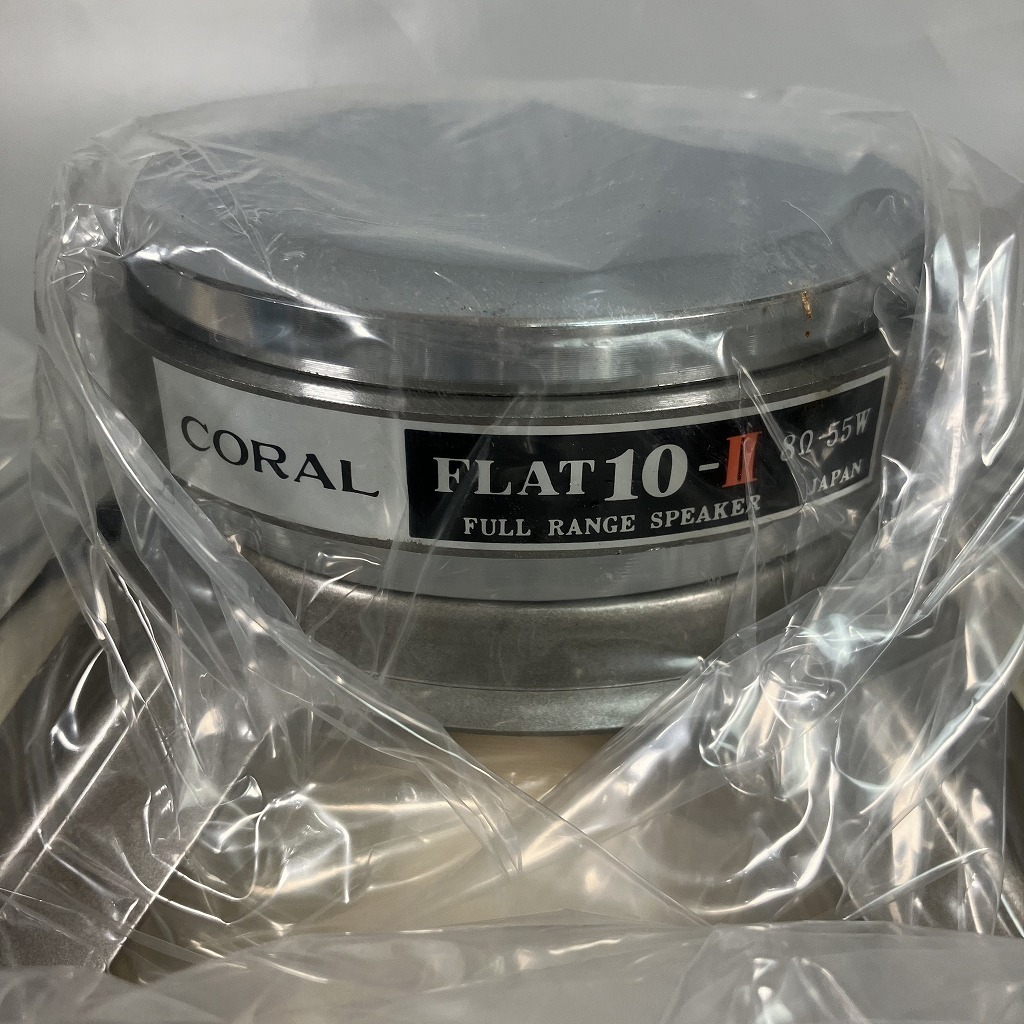 CORAL
FLAT10-II 8Ω-55W
FULL RANGE SPEAKER JAPAN